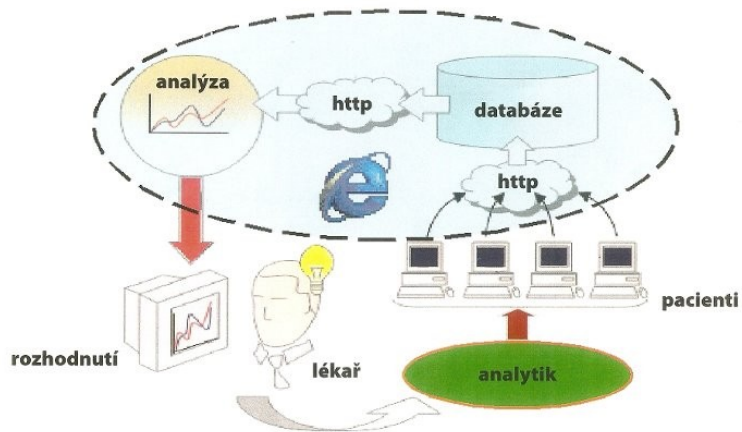 analýza
http
databáze
http
pacienti
rozhodnutí
lékař
analytik